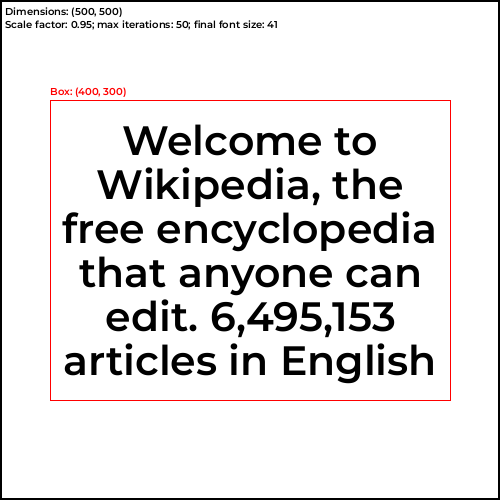 Dimensions: (500, 500)
Scale factor: 0.95; max iterations: 50; final font size: 41
Box: (400, 300)
Welcome to
Wikipedia, the
free encyclopedia
that anyone can
edit. 6,495,153
articles in English